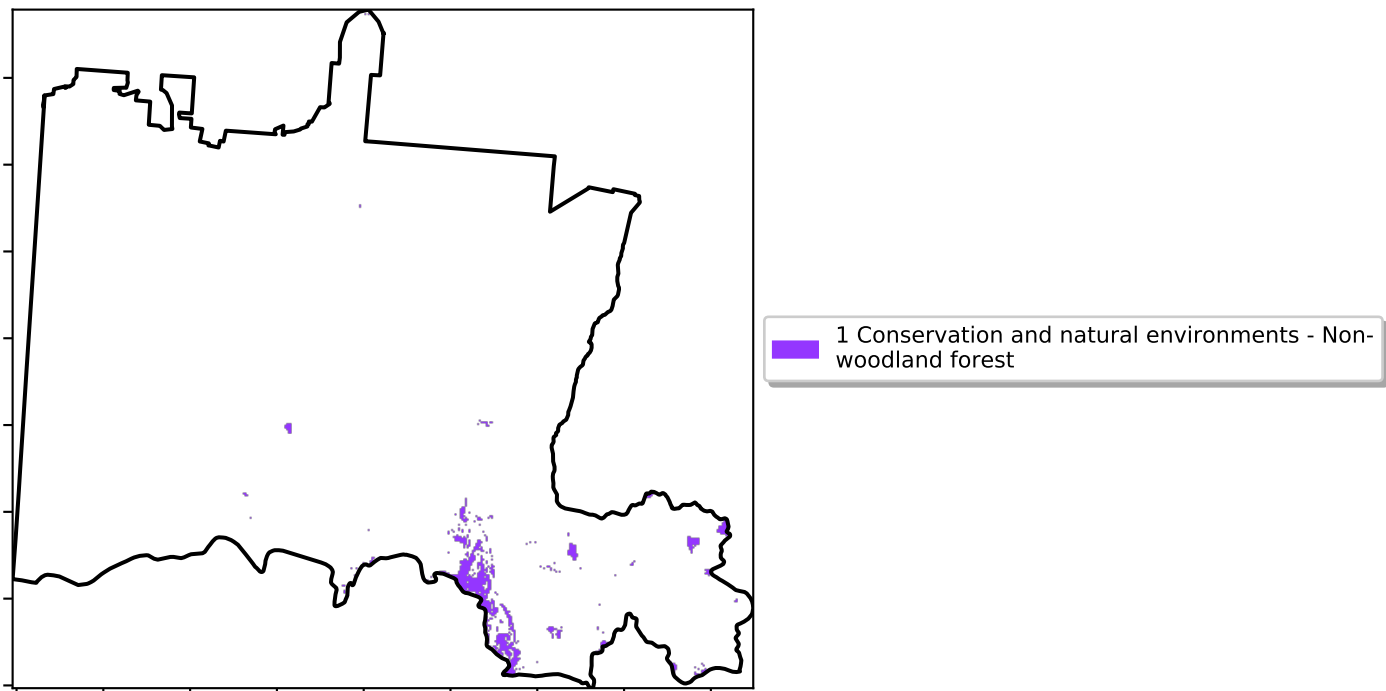 1 Conservation and natural environments - Non-
woodland forest